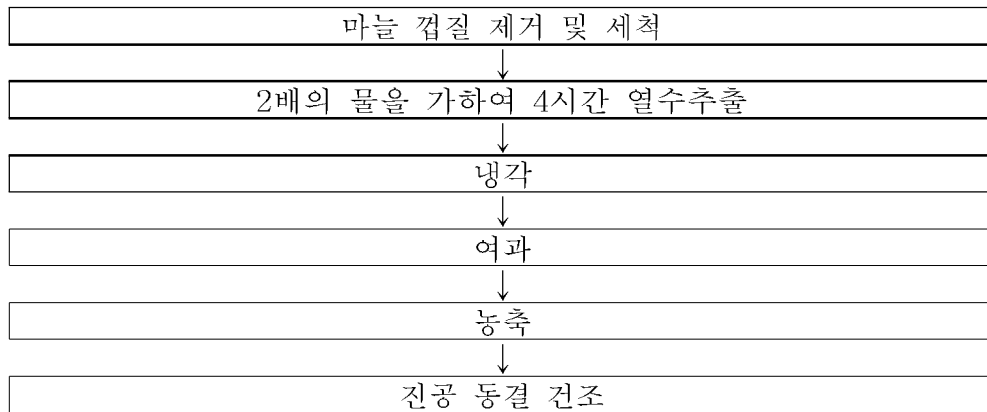 마늘 껍질 제거 및 세척
↓
2배의 물을 가하여 4시간 열수추출
↓
냉각
↓
여과
↓
농축
↓
진공 동결 건조